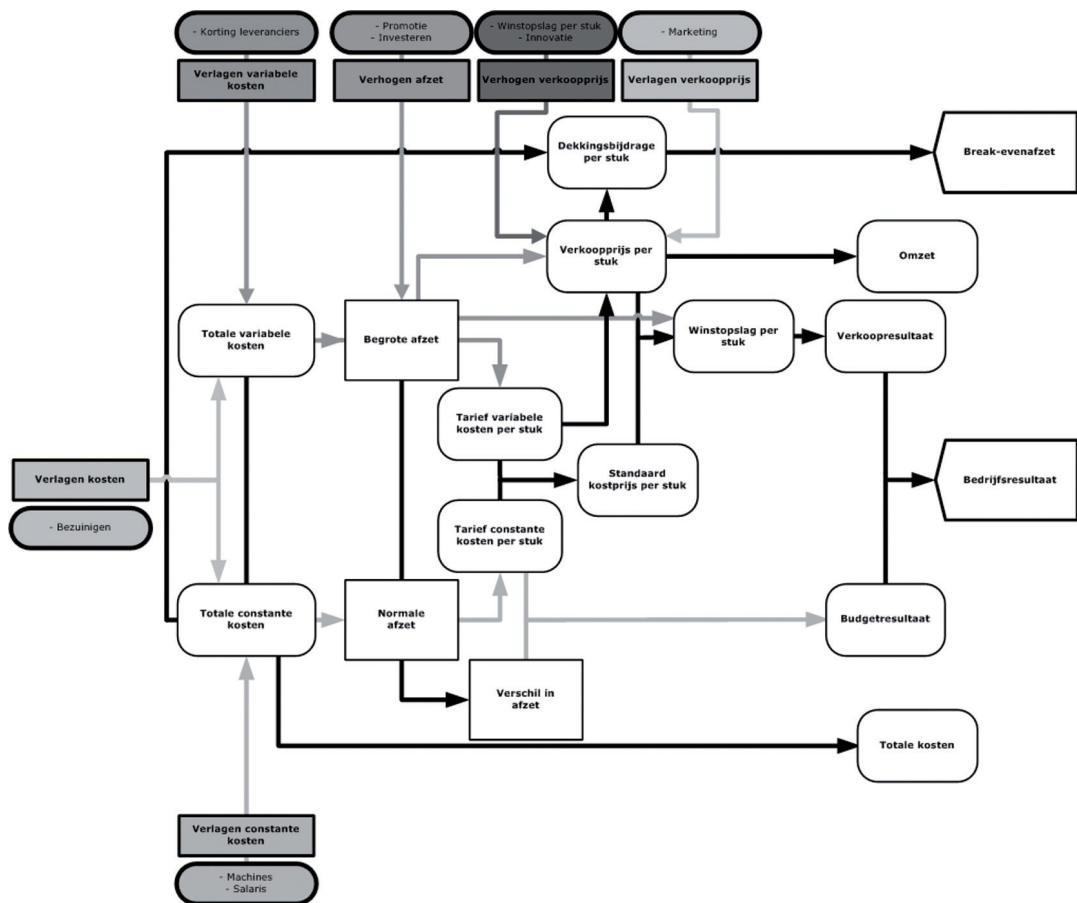 - Korting leveranciers
- Promotie
- Investeren
- Winstopslag per stuk
- Innovatie
- Marketing
Verlagen variabele
kosten
Verhogen afzet
Verhogen verkoopprijs
Verlagen verkoopprijs
Dekkingsbijdrage
per stuk
Break-evenafzet
Verkoopprijs per
stuk
Omzet
Totale variabele
kosten
Begrote afzet
Winstopslag per
stuk
Verkoopresultaat
Tarief variabele
kosten per stuk
Verlagen kosten
Standaard
kostprijs per stuk
Bedrijfsresultaat
- Bezuinigen
Tarief constante
kosten per stuk
Totale constante
kosten
Normale
afzet
Budgetresultaat
Verschil in
afzet
Totale kosten
Verlagen constante
kosten
- Machines
- Salaris